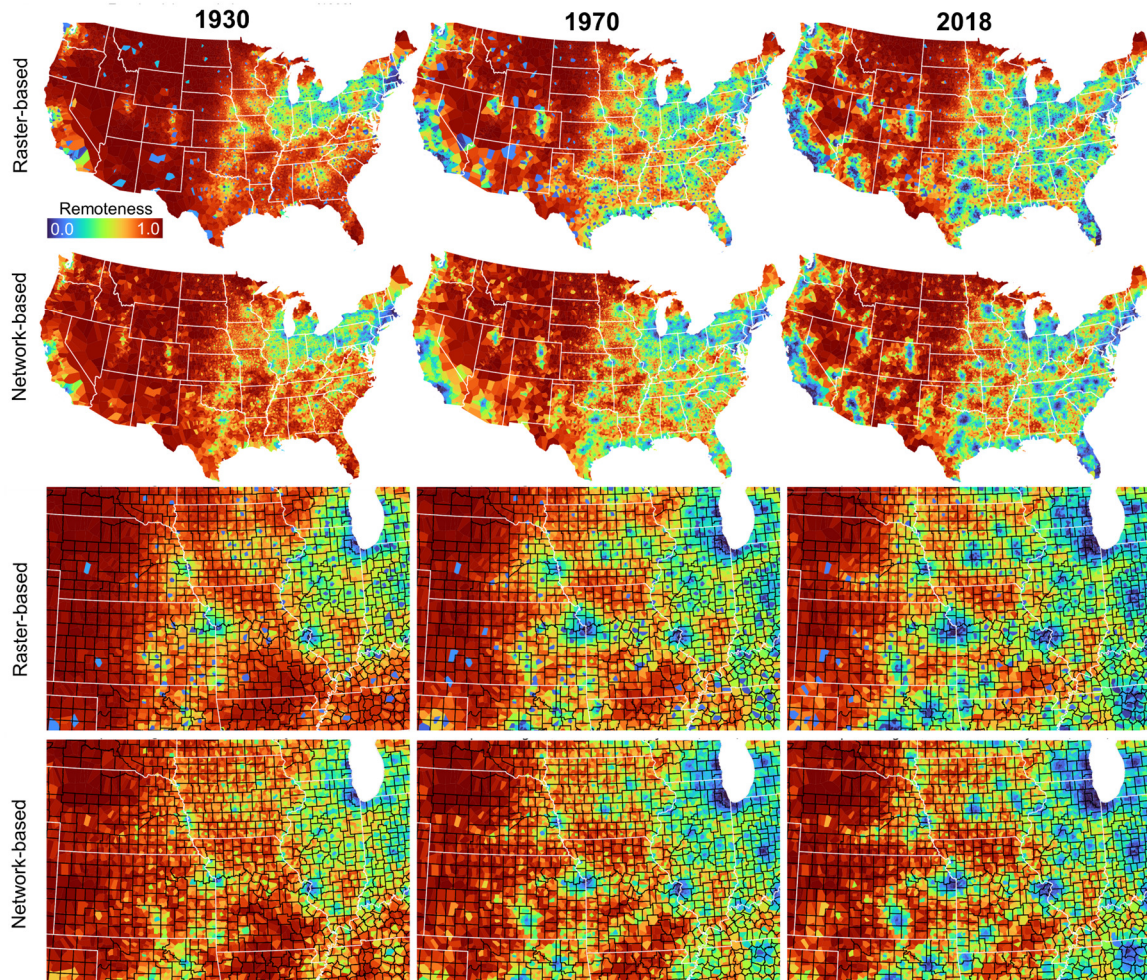 1930 1970 2018
Raster-based
Remoteness
0.0 1.0
Network-based
Raster-based
Network-based